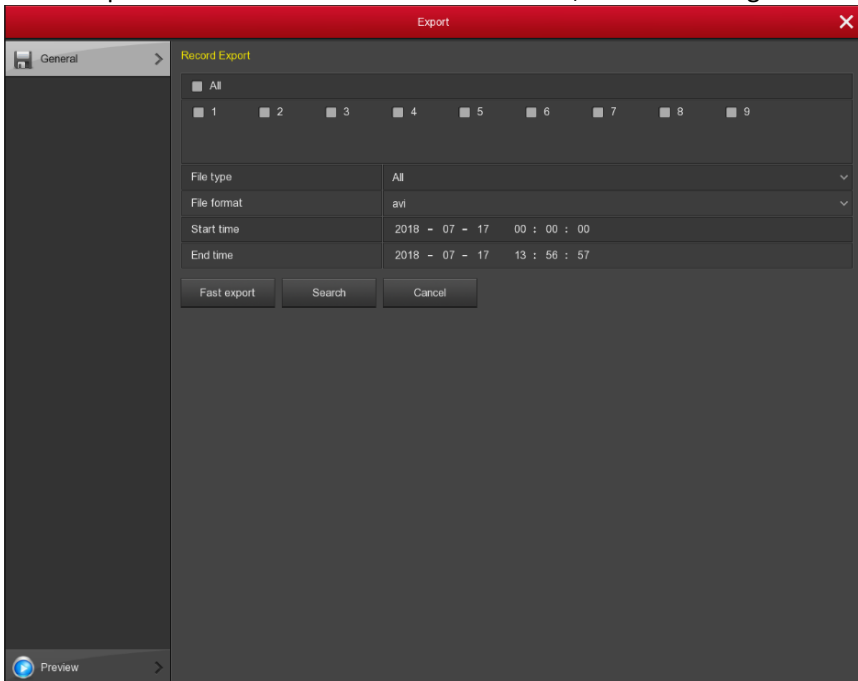 Export
General
Record Export
All
1 2 3 4 5 6 7 8 9
File type All
File format avi
Start time 2018 - 07 - 17 00 : 00 : 00
End time 2018 - 07 - 17 13 : 56 : 57
Fast export Search Cancel
Preview